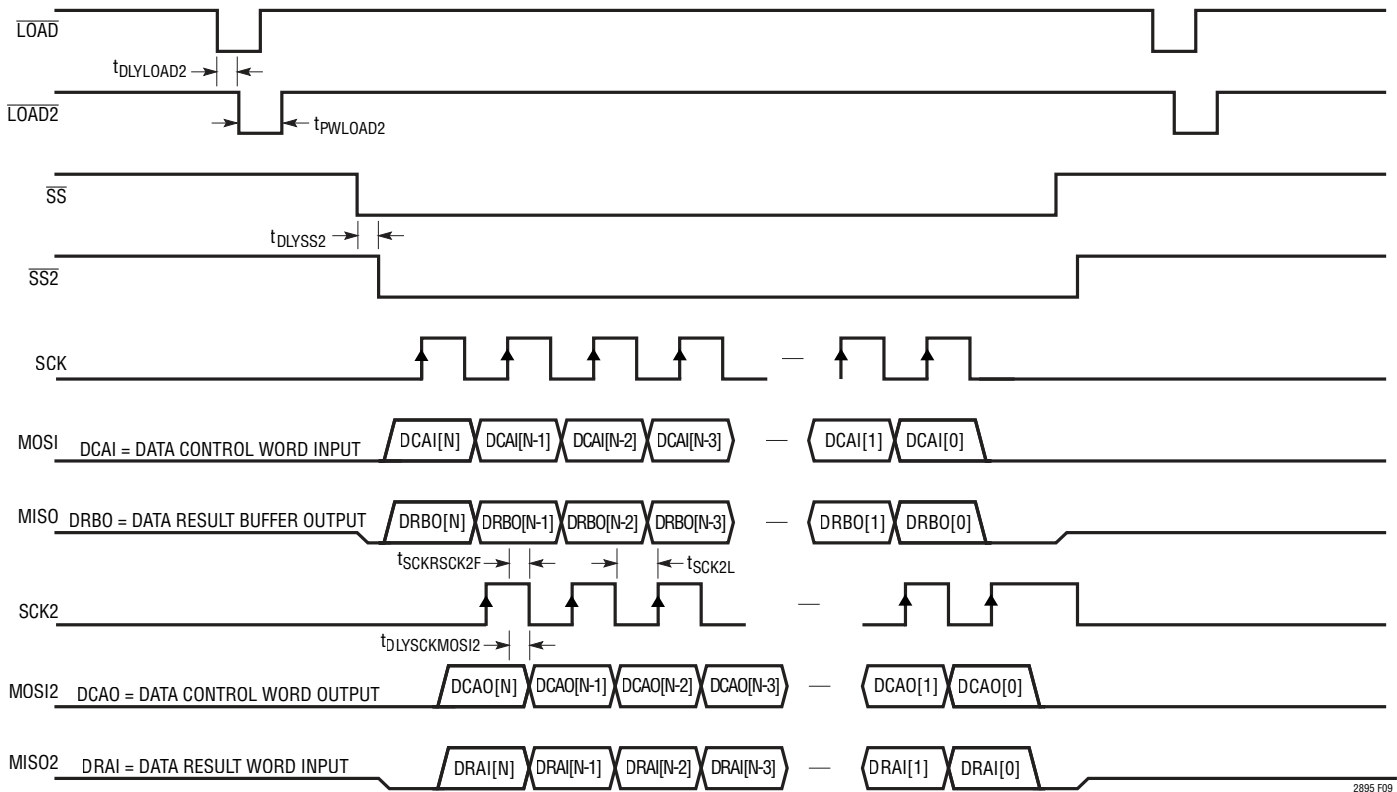 LOAD
tDLYLOAD2
LOAD2
tPWLOAD2
SS
tDLYSS2
SS2
SCK
MOSI DCAI = DATA CONTROL WORD INPUT DCAI[N] DCAI[N-1] DCAI[N-2] DCAI[N-3] — DCAI[1] DCAI[0]
MISO DRBO = DATA RESULT BUFFER OUTPUT DRBO[N] DRBO[N-1] DRBO[N-2] DRBO[N-3] — DRBO[1] DRBO[0]
tSCKRSCK2F tSCK2L
SCK2
tDLYSCKMOSI2
MOSI2 DCAO = DATA CONTROL WORD OUTPUT DCAO[N] DCAO[N-1] DCAO[N-2] DCAO[N-3] — DCAO[1] DCAO[0]
MISO2 DRAI = DATA RESULT WORD INPUT DRAI[N] DRAI[N-1] DRAI[N-2] DRAI[N-3] — DRAI[1] DRAI[0]
2895 F09